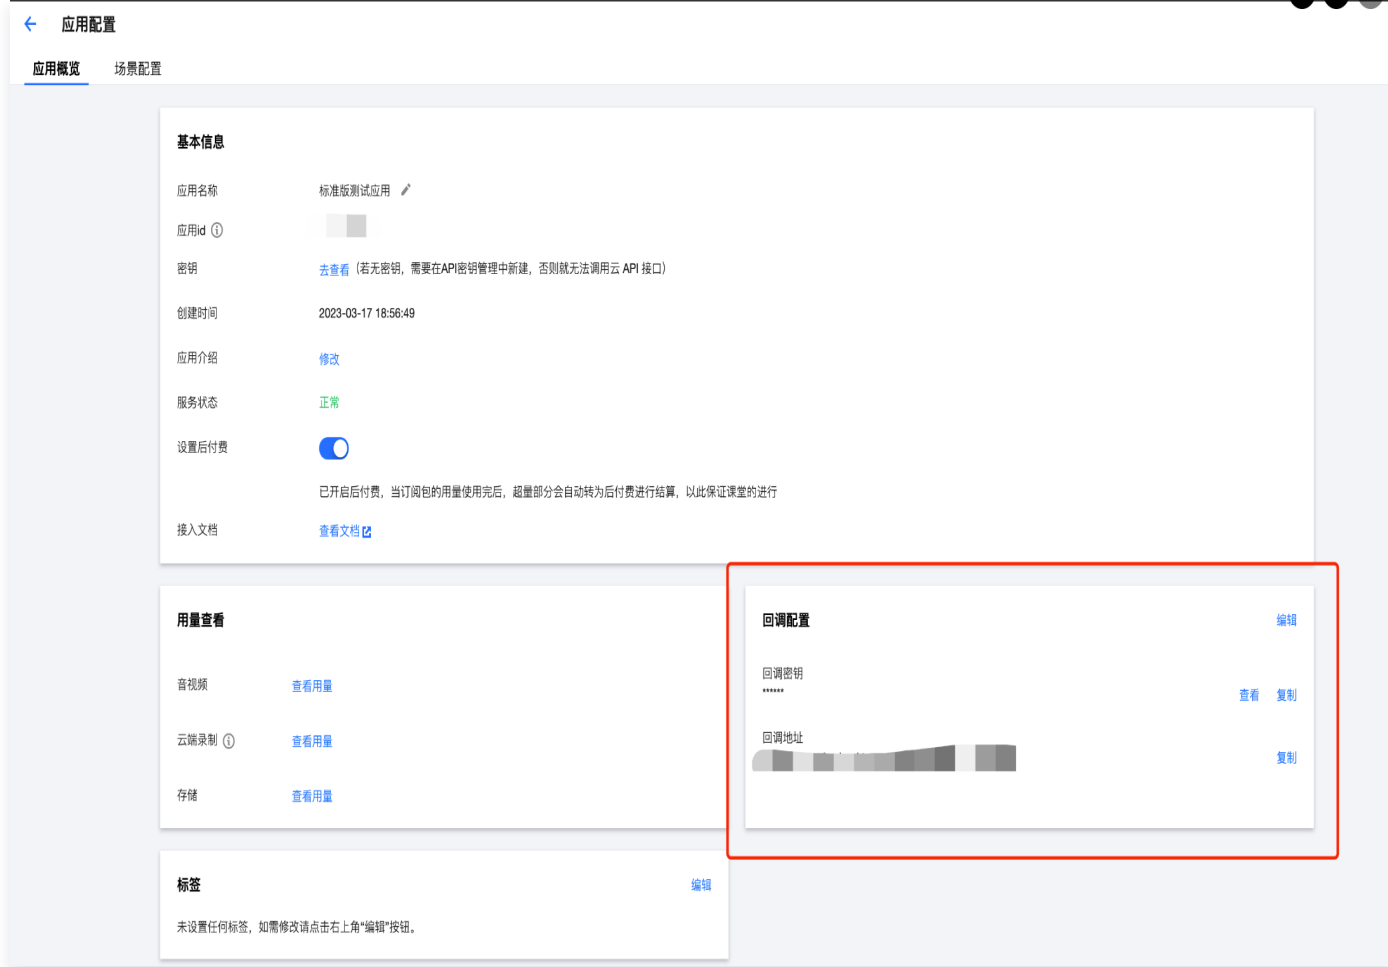 应用配置
应用概览 场景配置
基本信息
应用名称 标准版测试应用
应用id
密钥 去查看 (若无密钥，需要在API密钥管理中新建，否则就无法调用云 API 接口)
创建时间 2023-03-17 18:56:49
应用介绍 修改
服务状态 正常
设置后付费
已开启后付费，当订阅包的用量使用完后，超量部分会自动转为后付费进行结算，以此保证课堂的进行
接入文档 查看文档
用量查看
音视频 查看用量
云端录制 查看用量
存储 查看用量
回调配置 编辑
回调密钥
****** 查看 复制
回调地址
复制
标签 编辑
未设置任何标签，如需修改请点击右上角“编辑”按钮。